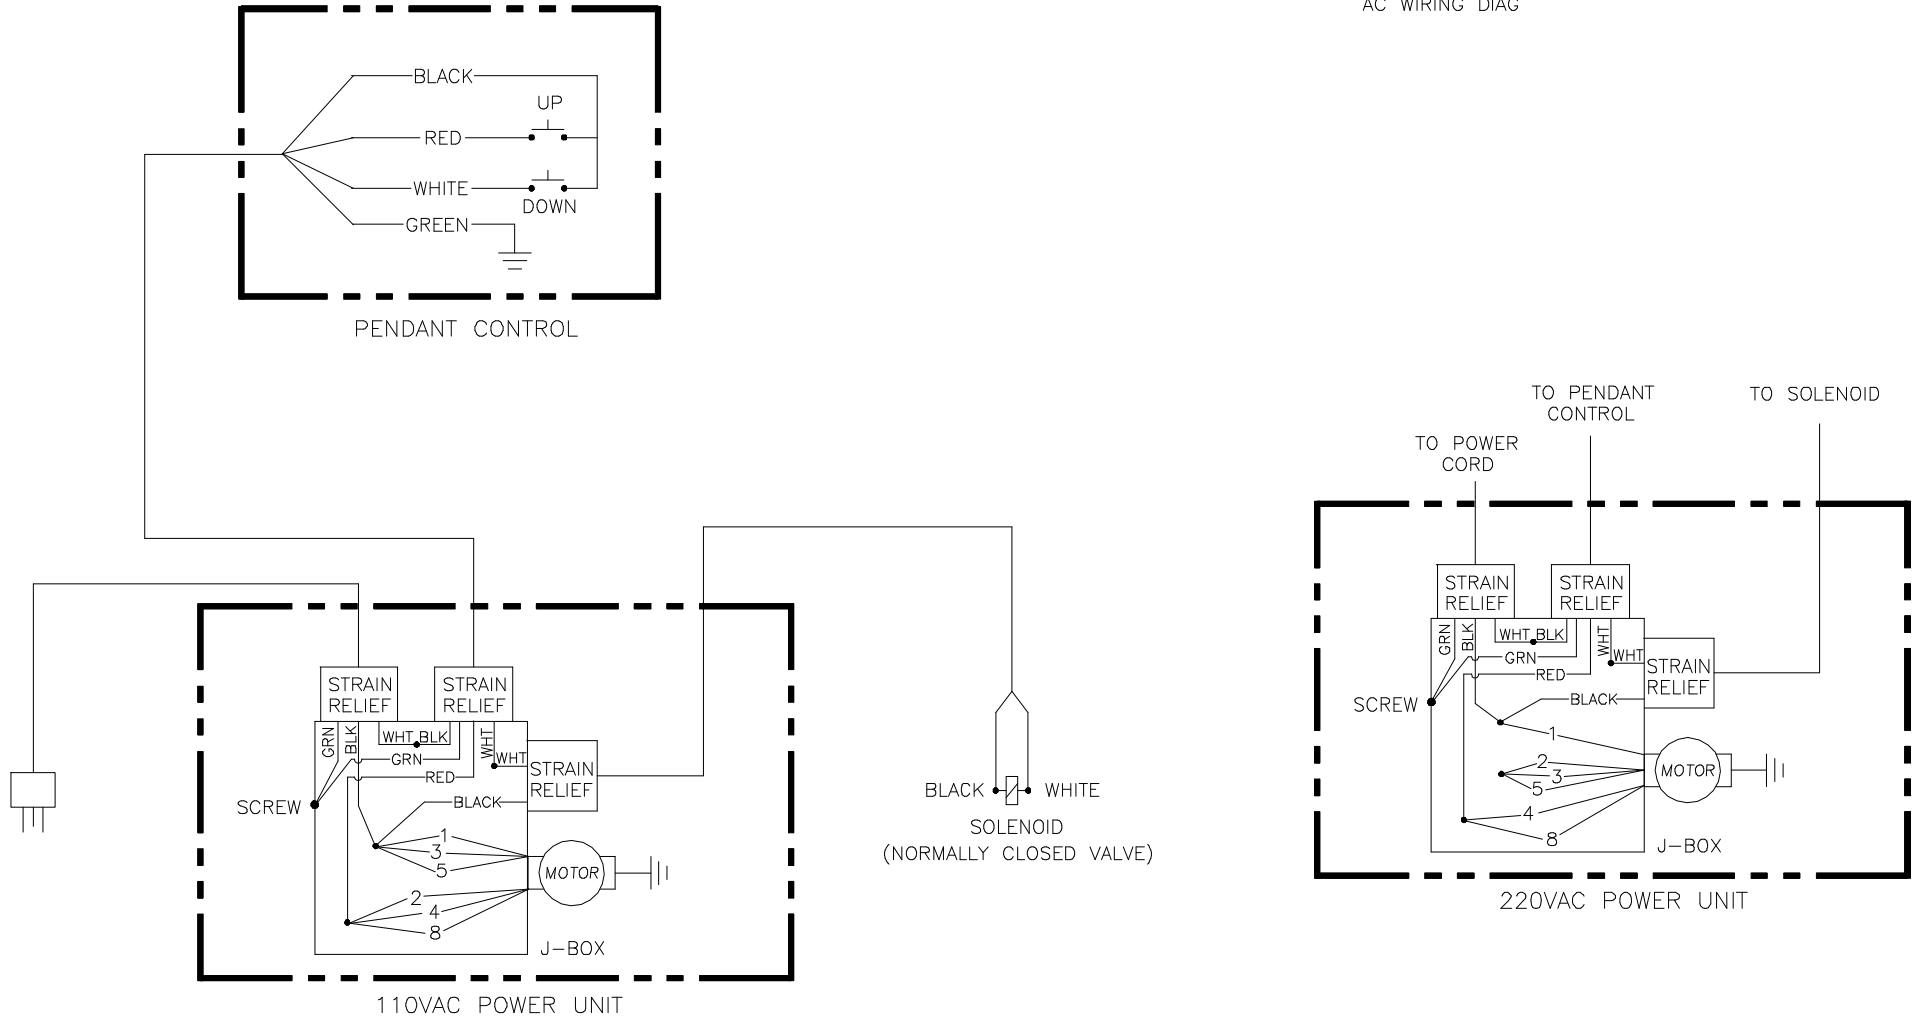 AC WIRING DIAG
BLACK
UP
RED
WHITE
DOWN
GREEN
PENDANT CONTROL
STRAIN
RELIEF
STRAIN
RELIEF
GRN
BLK
WHT BLK
GRN
RED
WHT
WHT
STRAIN
RELIEF
SCREW
BLACK
1
3
5
MOTOR
2
4
8
J-BOX
110VAC POWER UNIT
BLACK
WHITE
SOLENOID
(NORMALLY CLOSED VALVE)
TO POWER
CORD
TO PENDANT
CONTROL
TO SOLENOID
STRAIN
RELIEF
STRAIN
RELIEF
GRN
BLK
WHT BLK
GRN
RED
WHT
WHT
STRAIN
RELIEF
SCREW
BLACK
1
2
3
5
MOTOR
4
8
J-BOX
220VAC POWER UNIT